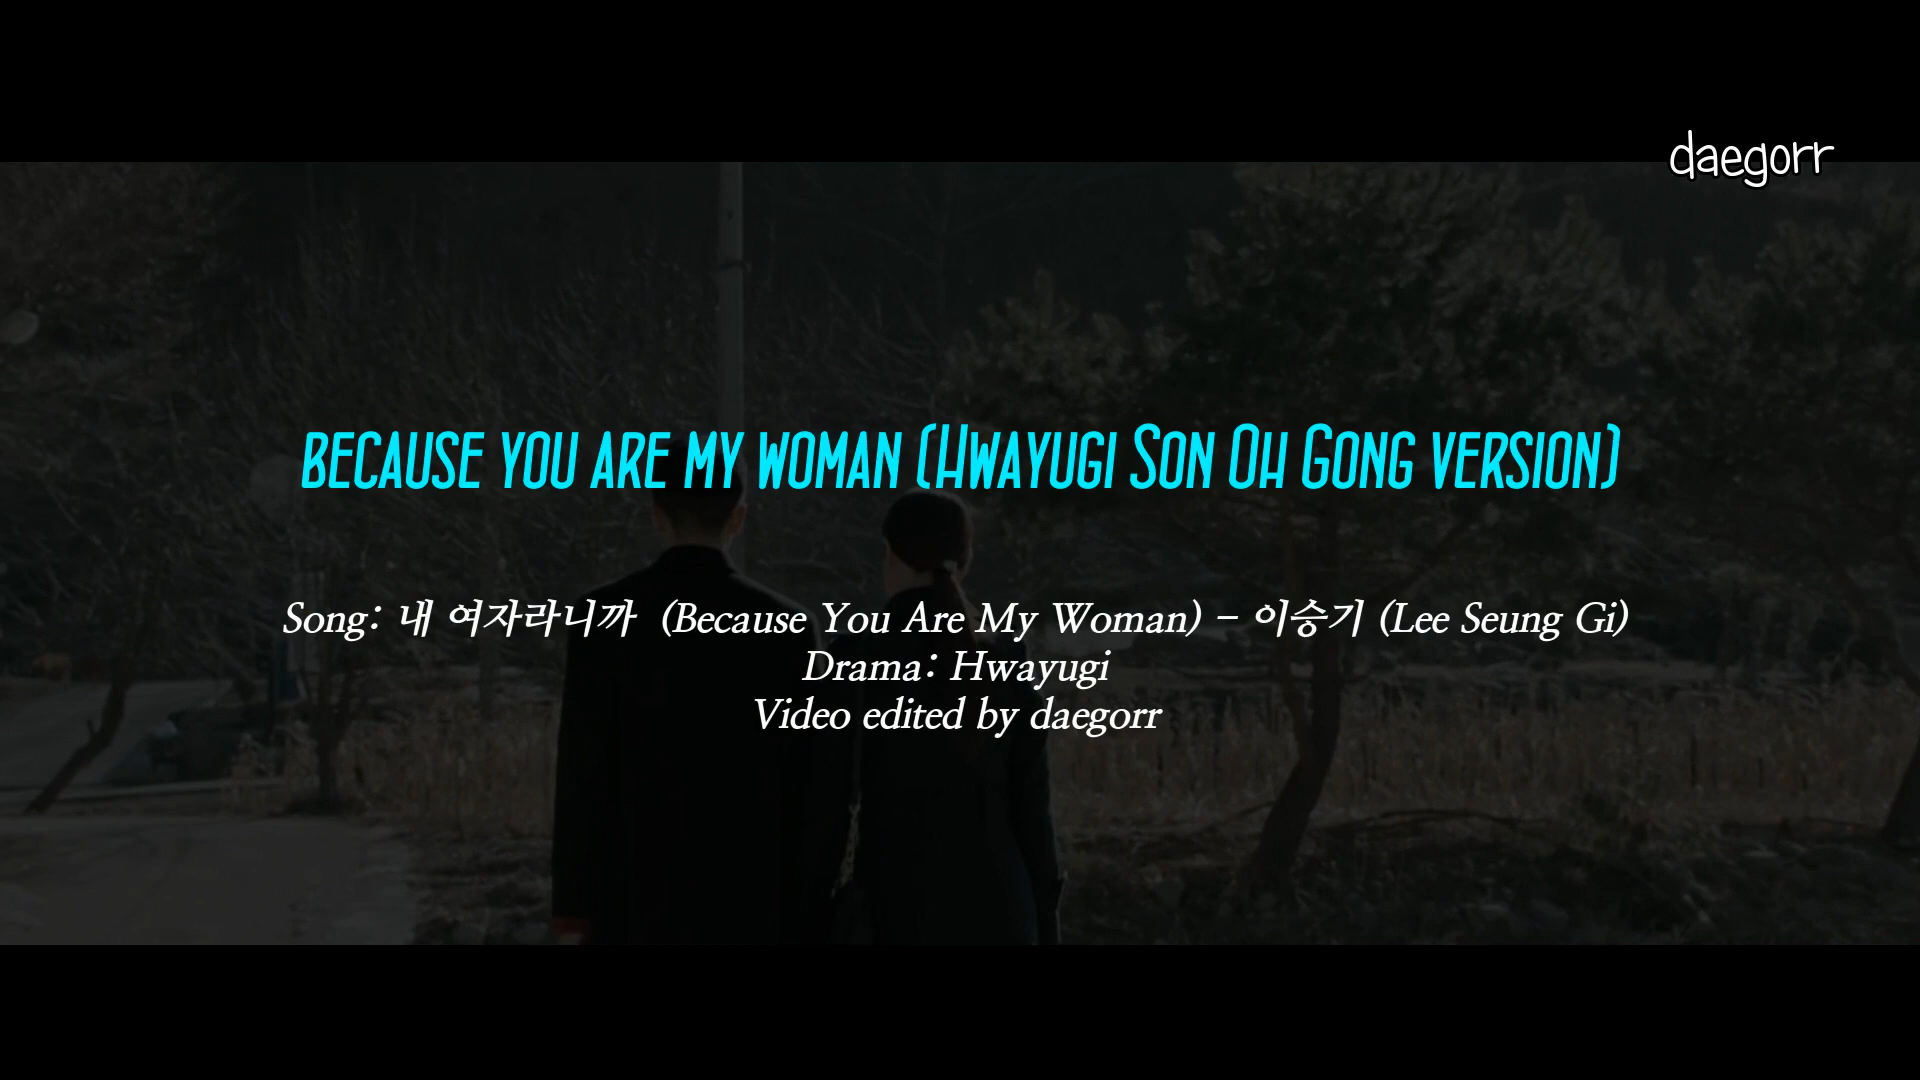 daegorr
BECAUSE YOU ARE MY WOMAN (HWAYUGI SON OH GONG VERSION)
Song: 내 여자라니까 (Because You Are My Woman) - 이승기 (Lee Seung Gi)
Drama: Hwayugi
Video edited by daegorr